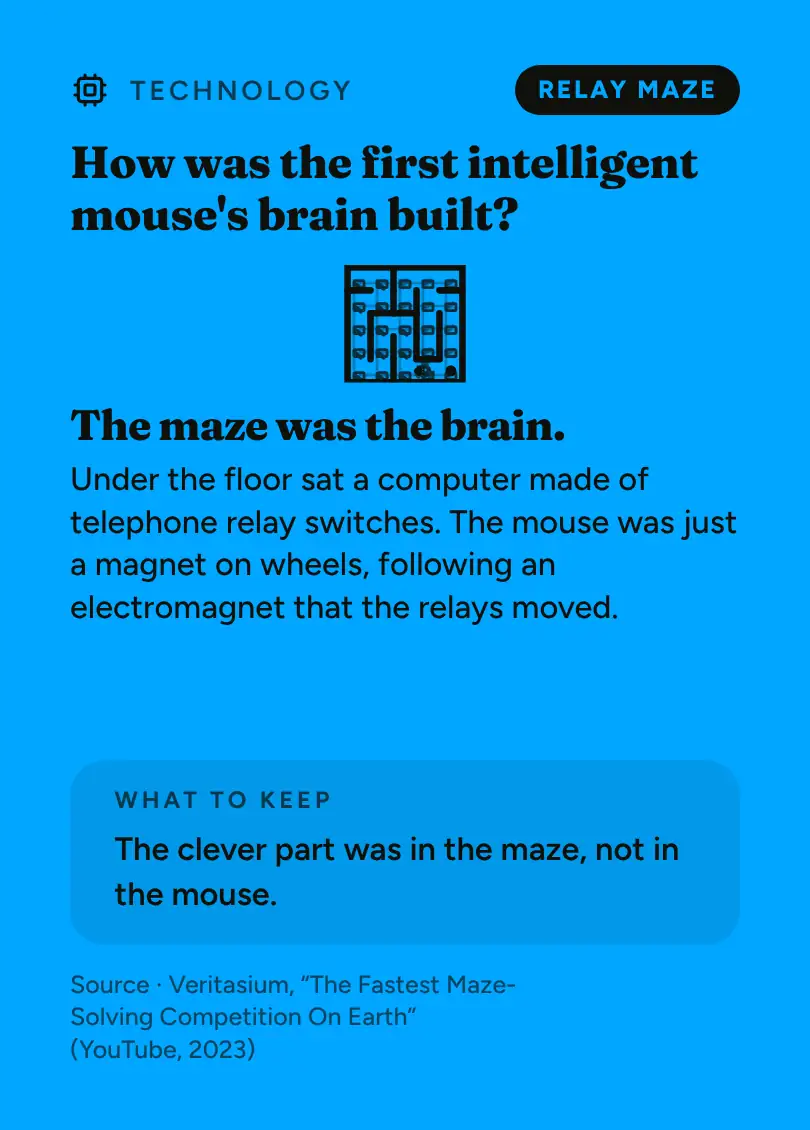 TECHNOLOGY
RELAY MAZE
How was the first intelligent
mouse's brain built?
The maze was the brain.
Under the floor sat a computer made of
telephone relay switches. The mouse was just
a magnet on wheels, following an
electromagnet that the relays moved.
WHAT TO KEEP
The clever part was in the maze, not in
the mouse.
Source · Veritasium, “The Fastest Maze-
Solving Competition On Earth”
(YouTube, 2023)